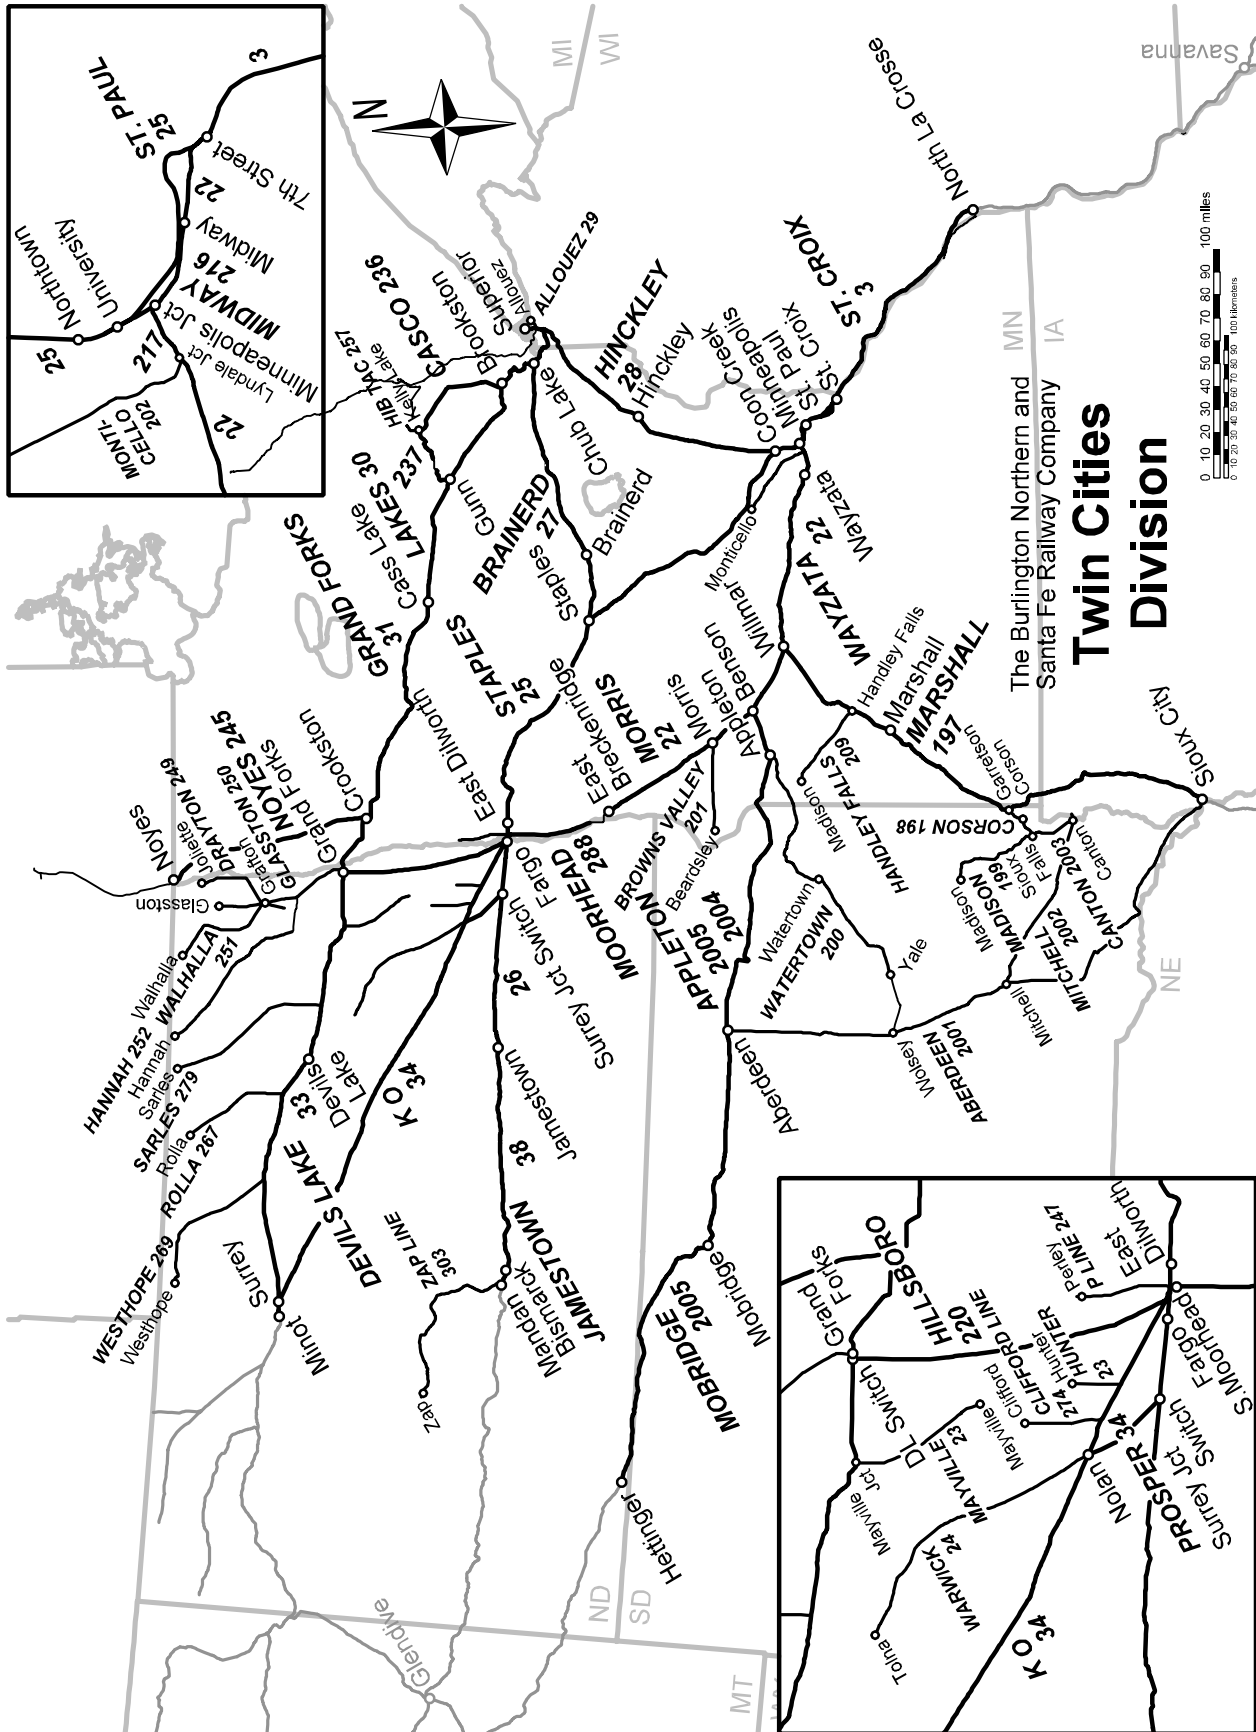 The Burlington Northern and
Santa Fe Railway Company
Twin Cities
Division
0 10 20 30 40 50 60 70 80 90 100 miles
0 10 20 30 40 50 60 70 80 90 100 kilometers
N
MI
WI
MN
IA
NE
ND
SD
MT
Savanna
North La Crosse
ST. CROIX
3
St. Croix
St. Paul
Minneapolis
Coon Creek
HINCKLEY
28
Hinckley
ALLOUEZ 29
Allouez
Superior
Brookston
CASCO 236
HIB TAC 257
Kelly Lake
Chub Lake
LAKES 30
237
Gunn
Cass Lake
GRAND FORKS
31
BRAINERD
27
Brainerd
Staples
STAPLES
25
Monticello
Wayzata
WAYZATA
22
Willmar
Benson
Appleton
Morris
MORRIS
22
East
Breckenridge
East Dilworth
Crookston
Grand Forks
NOYES 245
GLASSTON 250
Grafton
DRAYTON 249
Joliette
Noyes
Glasston
WALHALLA
251
Walhalla
HANNAH 252
Hannah
Sarles
SARLES 279
Rolla
ROLLA 267
WESTHOPE 269
Westhope
Surrey
Minot
DEVILS LAKE
33
Devils
Lake
K O
34
Fargo
Surrey Jct Switch
26
Jamestown
38
JAMESTOWN
Bismarck
Mandan
ZAP LINE
303
Zap
Glendive
MOORHEAD
288
BROWNS VALLEY
201
Beardsley
APPLETON
2005
2004
Handley Falls
Marshall
MARSHALL
197
HANDLEY FALLS
209
Madison
Watertown
WATERTOWN
200
Yale
Garretson
Corson
CORSON 198
Sioux
Falls
MADISON
199
Madison
CANTON 2003
Canton
MITCHELL
2002
Mitchell
Sioux City
Wolsey
ABERDEEN
2001
Aberdeen
Mobridge
MOBRIDGE
2005
Hettinger
ST. PAUL
25
3
7th Street
22
Midway
MIDWAY
216
University
Northtown
25
Minneapolis Jct
217
Lyndale Jct
MONTI-
CELLO
202
22
Grand
Forks
HILLSBORO
220
DL Switch
Mayville Jct
MAYVILLE
23
Mayville
Clifford
CLIFFORD LINE
274
Hunter
HUNTER
23
Perley
P LINE 247
East
Dilworth
Fargo
S.Moorhead
Surrey Jct
Switch
PROSPER
34
Nolan
WARWICK
24
Tolna
K O
34